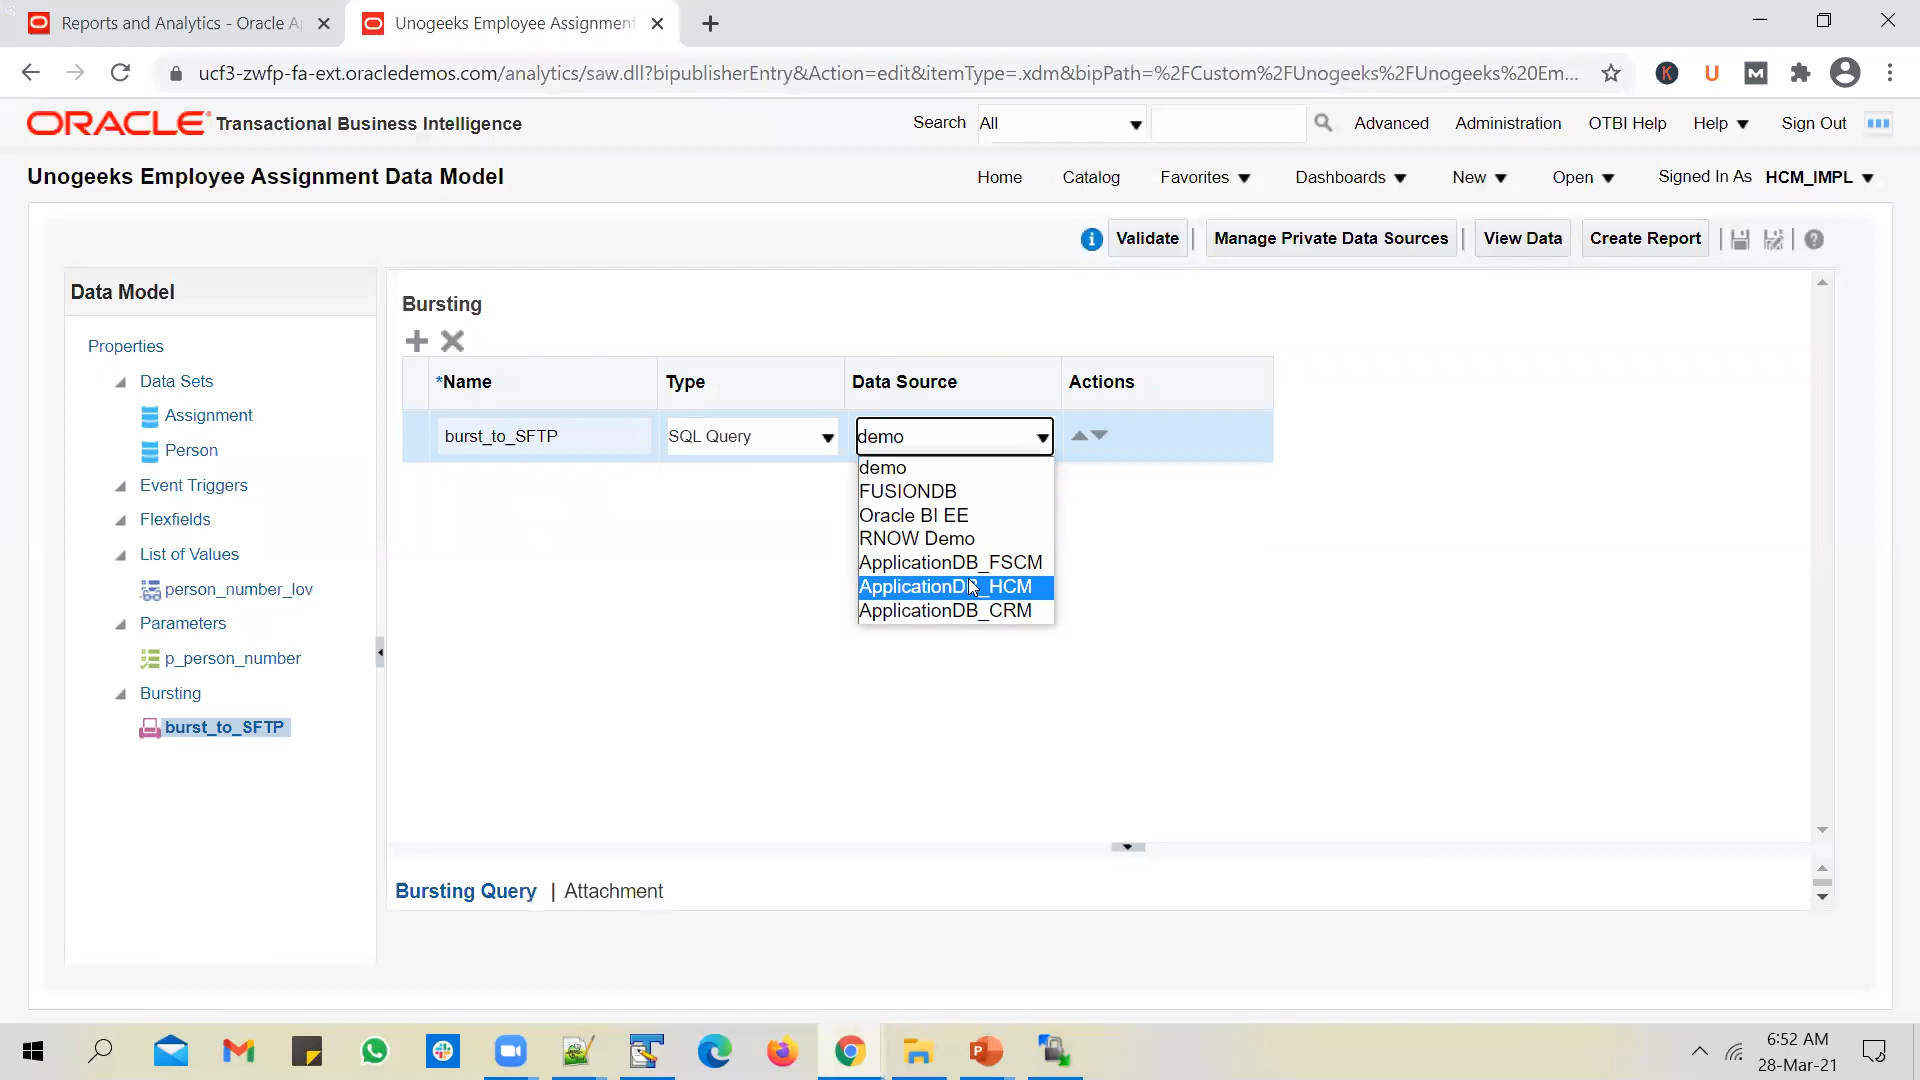 Reports and Analytics - Oracle A
Unogeeks Employee Assignment
ucf3-zwfp-fa-ext.oracledemos.com/analytics/saw.dll?bipublisherEntry&Action=edit&itemType=.xdm&bipPath=%2FCustom%2FUnogeeks%2FUnogeeks%20Em...
ORACLE Transactional Business Intelligence
Search All Advanced Administration OTBI Help Help Sign Out
Unogeeks Employee Assignment Data Model
Home Catalog Favorites Dashboards New Open Signed In As HCM_IMPL
Validate | Manage Private Data Sources | View Data Create Report
Data Model
Properties
Data Sets
Assignment
Person
Event Triggers
Flexfields
List of Values
person_number_lov
Parameters
p_person_number
Bursting
burst_to_SFTP
Bursting
*Name Type Data Source Actions
burst_to_SFTP SQL Query demo
demo
FUSIONDB
Oracle BI EE
RNOW Demo
ApplicationDB_FSCM
ApplicationDB_HCM
ApplicationDB_CRM
Bursting Query | Attachment
6:52 AM
28-Mar-21